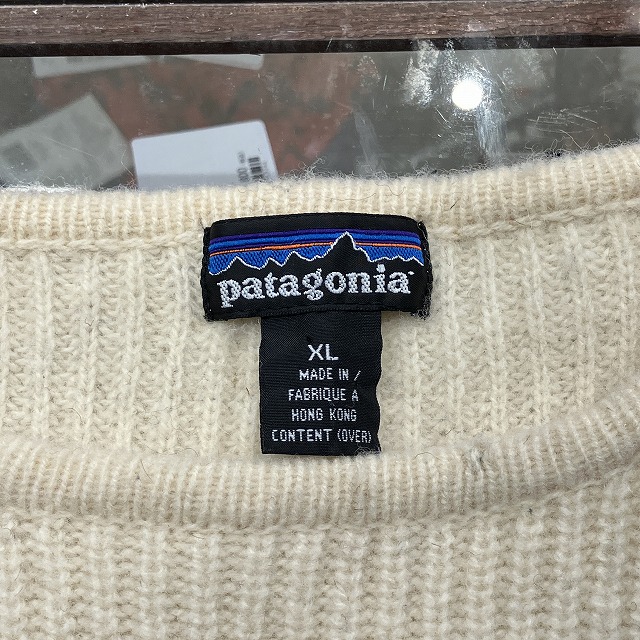 patagonia
XL
MADE IN /
FABRIQUE A
HONG KONG
CONTENT (OVER)